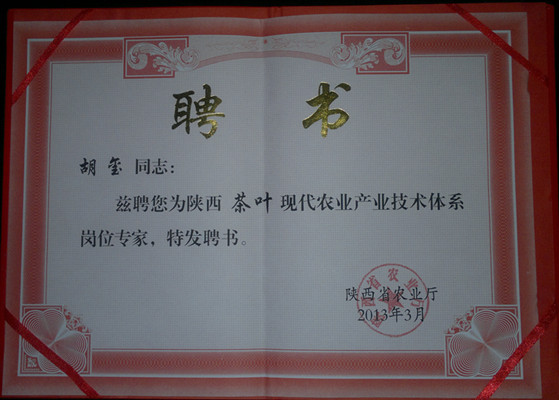 聘 书
胡玺 同志：
兹聘您为陕西 茶叶 现代农业产业技术体系
岗位专家，特发聘书。
陕西省农业厅
2013年3月